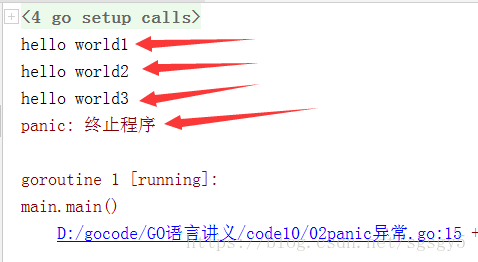 <4 go setup calls>
hello world1
hello world2
hello world3
panic: 终止程序
goroutine 1 [running]:
main.main()
D:/gocode/GO语言讲义/code10/02panic异常.go:15 +
https://blog.csdn.net/sgsgy5